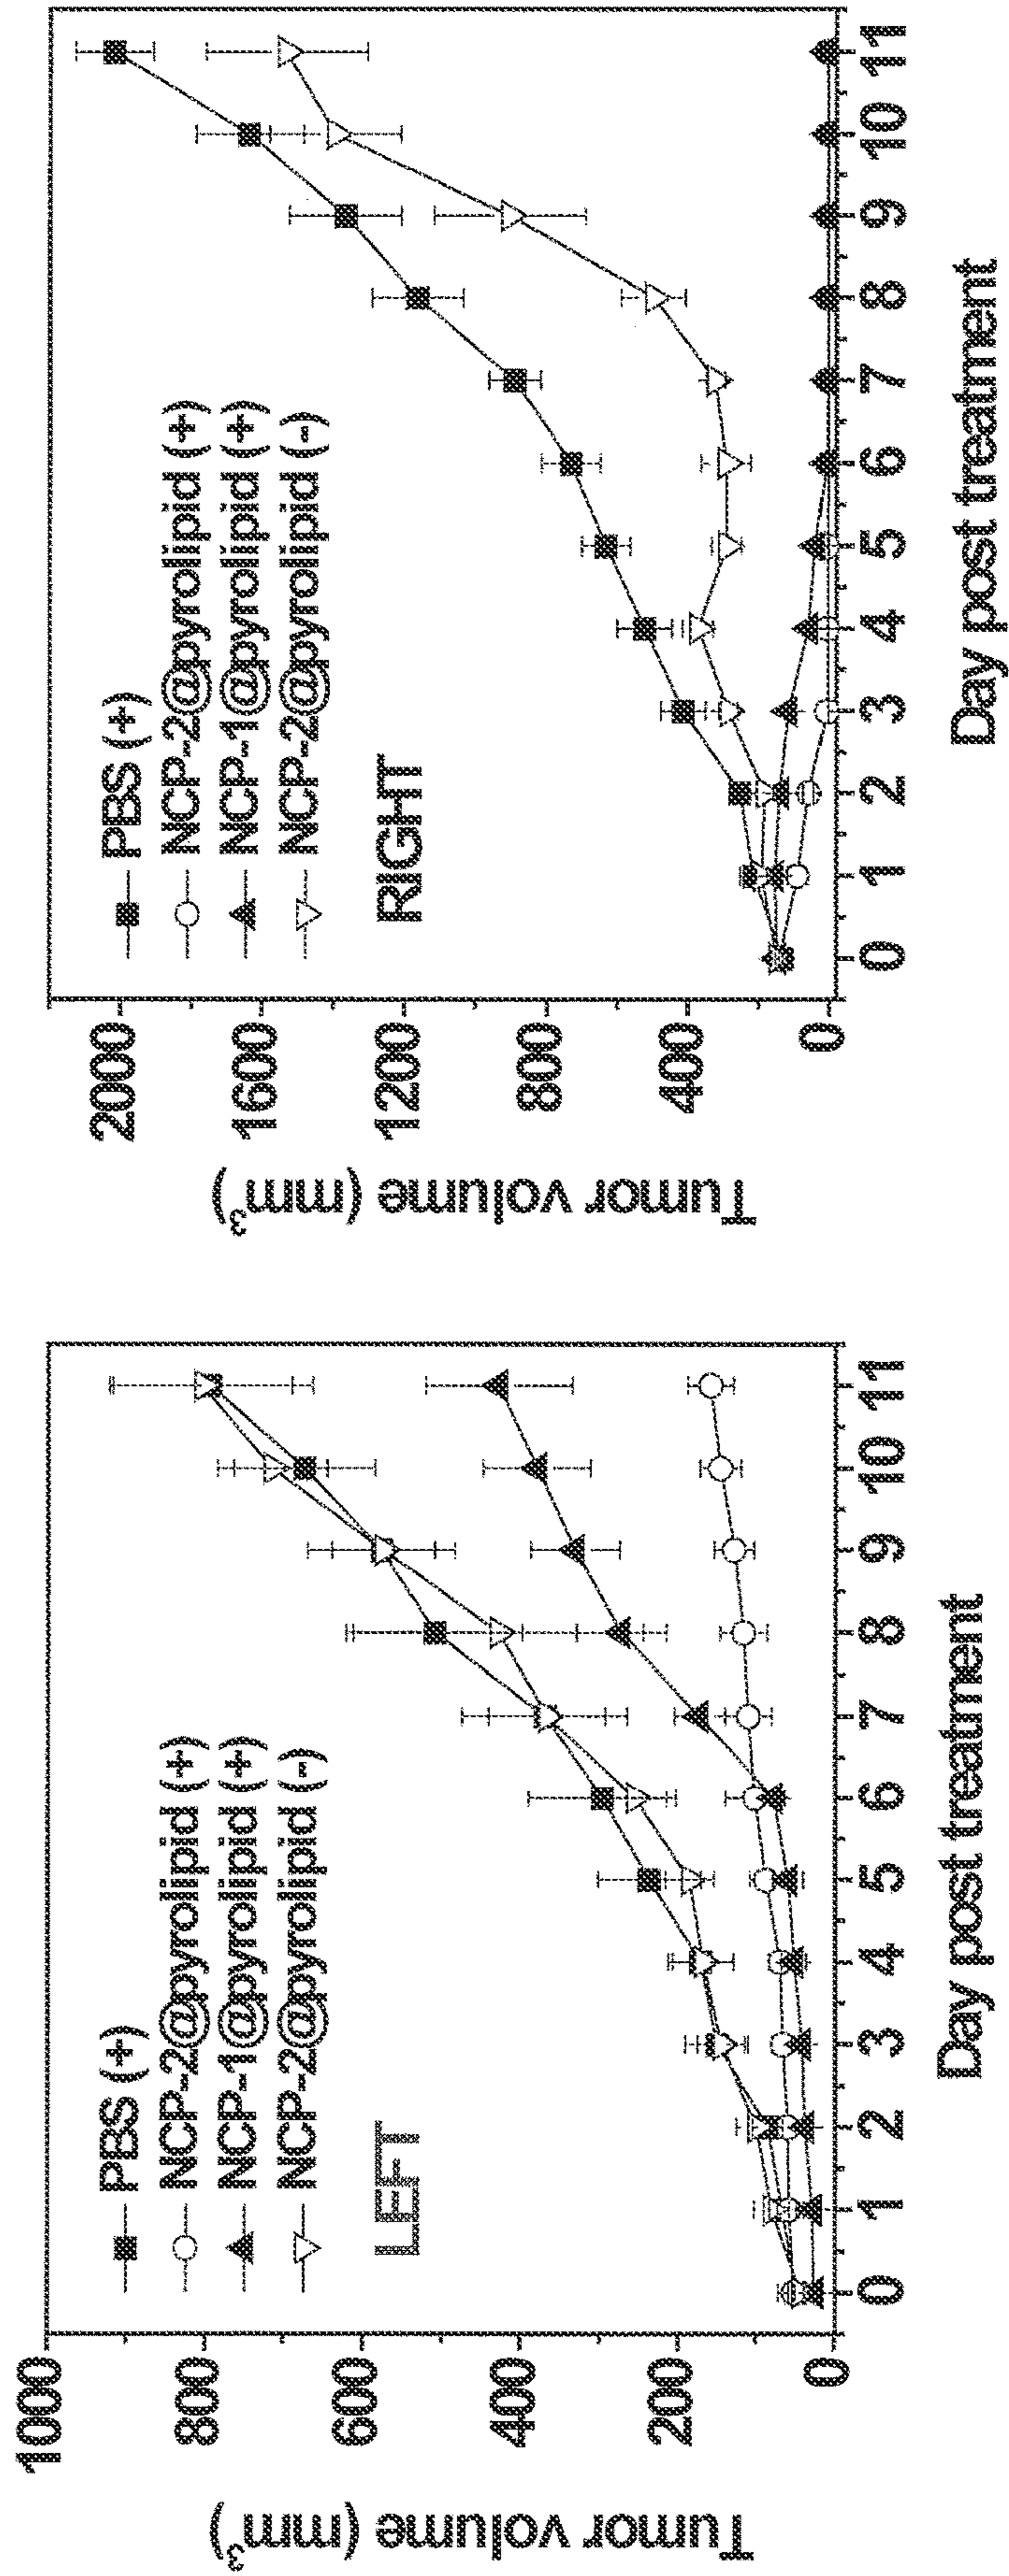 Tumor volume (mm3)
1000
800
600
400
200
0
PBS (+)
NCP-2@pyrolipid (+)
NCP-1@pyrolipid (+)
NCP-2@pyrolipid (-)
LEFT
0 1 2 3 4 5 6 7 8 9 10 11
Day post treatment
Tumor volume (mm3)
2000
1600
1200
800
400
0
PBS (+)
NCP-2@pyrolipid (+)
NCP-1@pyrolipid (+)
NCP-2@pyrolipid (-)
RIGHT
0 1 2 3 4 5 6 7 8 9 10 11
Day post treatment